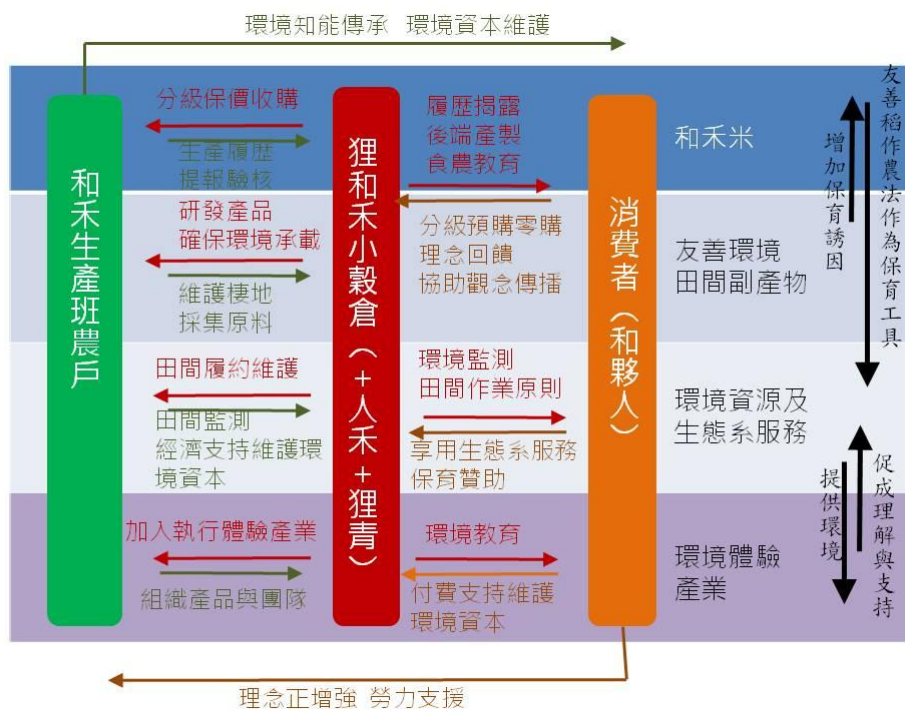 環境知能傳承 環境資本維護
和禾生產班農戶
分級保價收購
生產履歷
提報驗核
研發產品
確保環境承載
維護棲地
採集原料
田間履約維護
田間監測
經濟支持維護環
境資本
加入執行體驗產業
組織產品與團隊
狸和禾小穀倉（+人禾+狸青）
履歷揭露
後端產製
食農教育
分級預購零購
理念回饋
協助觀念傳播
環境監測
田間作業原則
享用生態系服務
保育贊助
環境教育
付費支持維護
環境資本
消費者（和夥人）
和禾米
友善環境
田間副產物
環境資源及
生態系服務
環境體驗
產業
增加保育誘因
友善稻作農法作為保育工具
提供環境
促成理解與支持
理念正增強 勞力支援